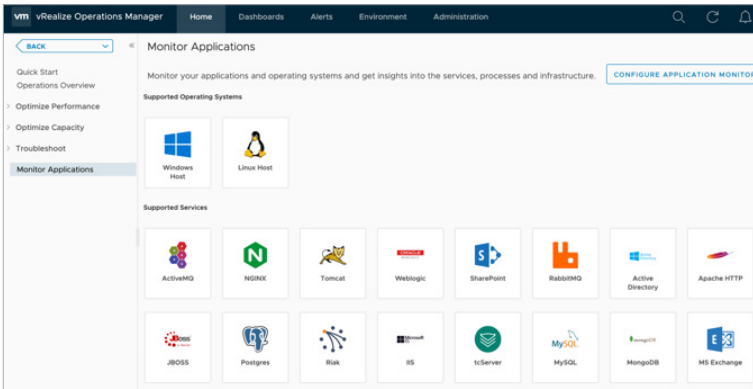 vm vRealize Operations Manager Home Dashboards Alerts Environment Administration
BACK
Monitor Applications
Quick Start
Operations Overview
Monitor your applications and operating systems and get insights into the services, processes and infrastructure. CONFIGURE APPLICATION MONITOR
Supported Operating Systems
Optimize Performance
Optimize Capacity
Troubleshoot
Monitor Applications
Windows
Host
Linux Host
Supported Services
ORACLE
ActiveMQ NGINX Tomcat Weblogic SharePoint RabbitMQ Active
Directory Apache HTTP
JBoss Microsoft
IIS MySQL mongoDB
JBOSS Postgres Riak IIS tcServer MySQL MongoDB MS Exchange